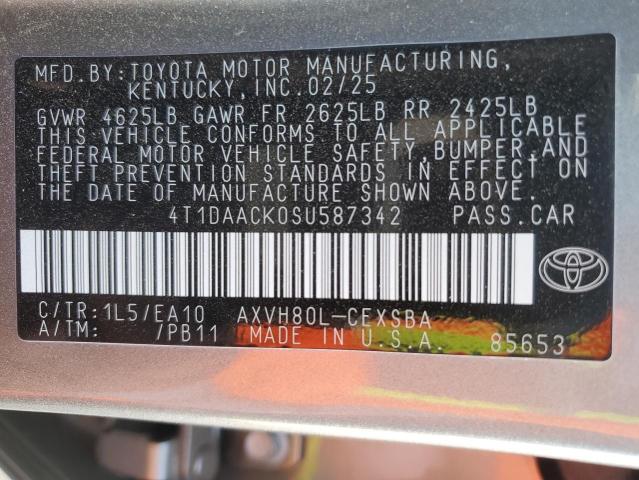 MFD.BY:TOYOTA MOTOR MANUFACTURING,
KENTUCKY,INC.02/25
GVWR 4625LB GAWR FR 2625LB RR 2425LB
THIS VEHICLE CONFORMS TO ALL APPLICABLE
FEDERAL MOTOR VEHICLE SAFETY,BUMPER,AND
THEFT PREVENTION STANDARDS IN EFFECT ON
THE DATE OF MANUFACTURE SHOWN ABOVE.
4T1DAACK0SU587342 PASS.CAR
C/TR:1L5/EA10 AXVH80L-CEXSBA
A/TM: /PB11 MADE IN U.S.A. 85653